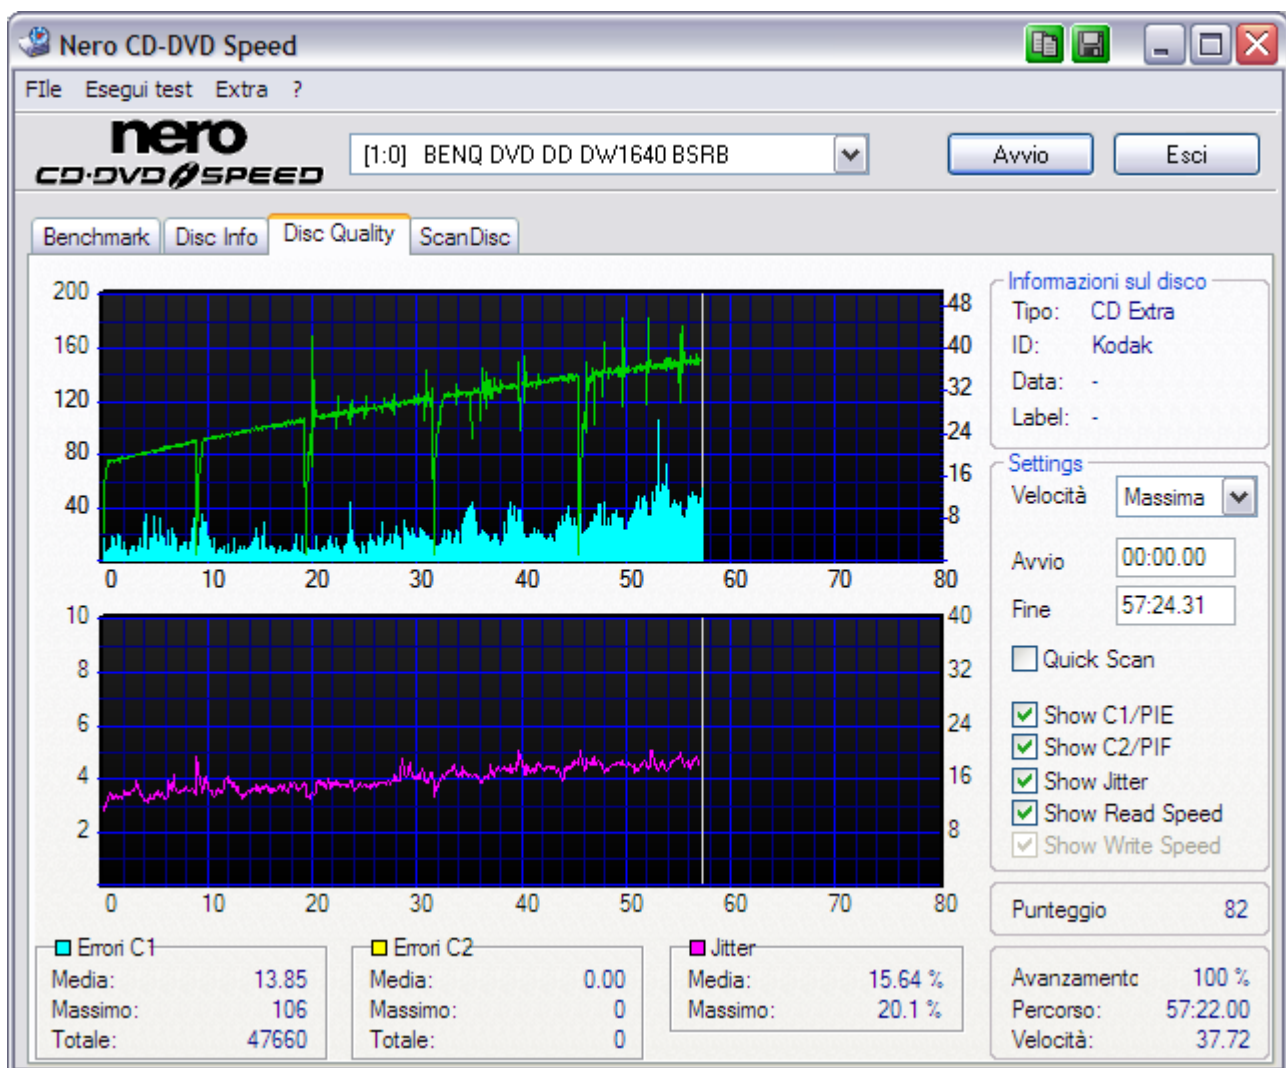 Nero CD-DVD Speed
FIle Esegui test Extra ?
nero
CD·DVD SPEED
[1:0] BENQ DVD DD DW1640 BSRB
Avvio Esci
Benchmark Disc Info Disc Quality ScanDisc
200 160 120 80 40
48 40 32 24 16 8
0 10 20 30 40 50 60 70 80
10 8 6 4 2
40 32 24 16 8
0 10 20 30 40 50 60 70 80
Errori C1
Media: 13.85
Massimo: 106
Totale: 47660
Errori C2
Media: 0.00
Massimo: 0
Totale: 0
Jitter
Media: 15.64 %
Massimo: 20.1 %
Informazioni sul disco
Tipo: CD Extra
ID: Kodak
Data: -
Label: -
Settings
Velocità Massima
Avvio 00:00.00
Fine 57:24.31
Quick Scan
Show C1/PIE
Show C2/PIF
Show Jitter
Show Read Speed
Show Write Speed
Punteggio 82
Avanzamento 100 %
Percorso: 57:22.00
Velocità: 37.72